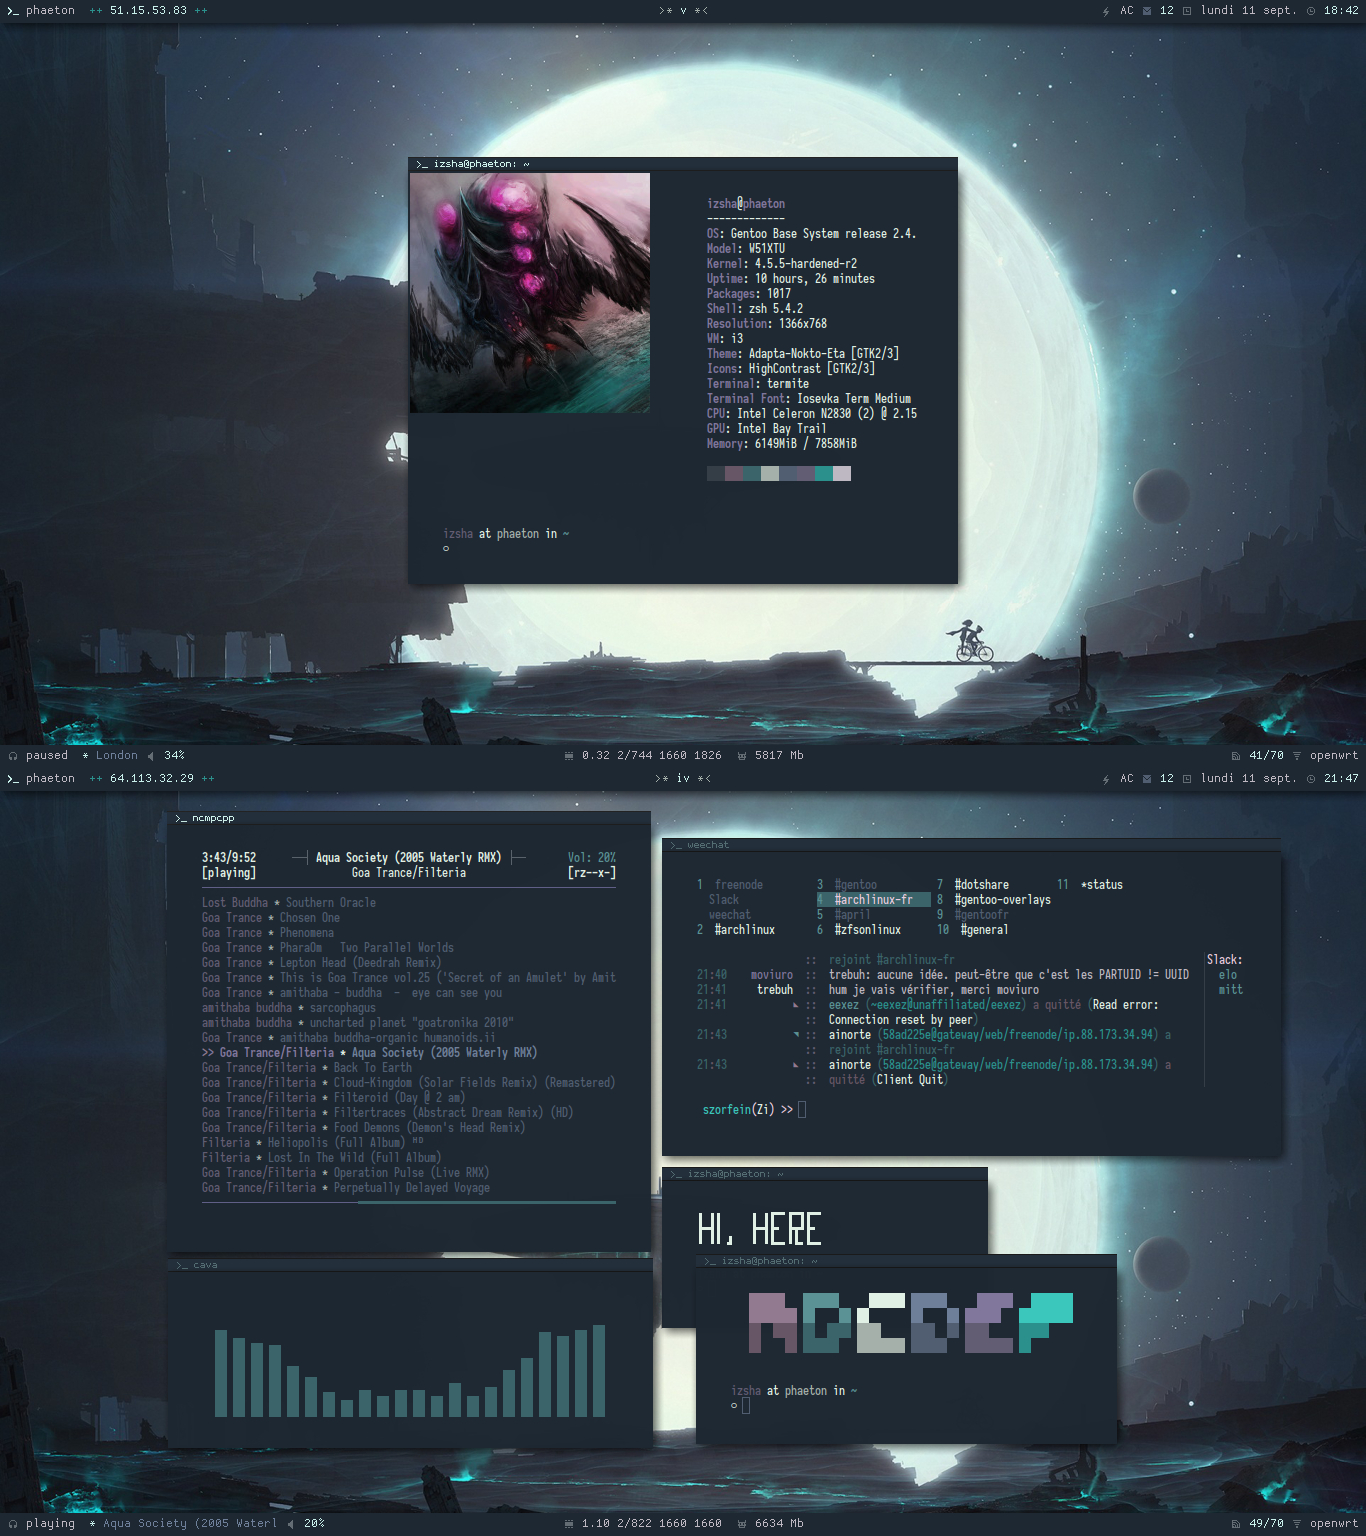 >_ phaeton ++ 51.15.53.83 ++ >* v *< AC 12 lundi 11 sept. 18:42
>_ izsha@phaeton: ~
izsha@phaeton
-------------
OS: Gentoo Base System release 2.4.
Model: W51XTU
Kernel: 4.5.5-hardened-r2
Uptime: 10 hours, 26 minutes
Packages: 1017
Shell: zsh 5.4.2
Resolution: 1366x768
WM: i3
Theme: Adapta-Nokto-Eta [GTK2/3]
Icons: HighContrast [GTK2/3]
Terminal: termite
Terminal Font: Iosevka Term Medium
CPU: Intel Celeron N2830 (2) @ 2.15
GPU: Intel Bay Trail
Memory: 6149MiB / 7858MiB
izsha at phaeton in ~
paused * London 34% 0.32 2/744 1660 1826 5817 Mb 41/70 openwrt
>_ phaeton ++ 64.113.32.29 ++ >* iv *< AC 12 lundi 11 sept. 21:47
>_ ncmpcpp
3:43/9:52 Aqua Society (2005 Waterly RMX) Vol: 20%
[playing] Goa Trance/Filteria [rz--x-]
Lost Buddha * Southern Oracle
Goa Trance * Chosen One
Goa Trance * Phenomena
Goa Trance * PharaOm Two Parallel Worlds
Goa Trance * Lepton Head (Deedrah Remix)
Goa Trance * This is Goa Trance vol.25 ('Secret of an Amulet' by Amit
Goa Trance * amithaba - buddha - eye can see you
amithaba buddha * sarcophagus
amithaba buddha * uncharted planet "goatronika 2010"
Goa Trance * amithaba buddha-organic humanoids.ii
>> Goa Trance/Filteria * Aqua Society (2005 Waterly RMX)
Goa Trance/Filteria * Back To Earth
Goa Trance/Filteria * Cloud-Kingdom (Solar Fields Remix) (Remastered)
Goa Trance/Filteria * Filteroid (Day @ 2 am)
Goa Trance/Filteria * Filtertraces (Abstract Dream Remix) (HD)
Goa Trance/Filteria * Food Demons (Demon's Head Remix)
Filteria * Heliopolis (Full Album) ᴴᴰ
Filteria * Lost In The Wild (Full Album)
Goa Trance/Filteria * Operation Pulse (Live RMX)
Goa Trance/Filteria * Perpetually Delayed Voyage
>_ weechat
1 freenode 3 #gentoo 7 #dotshare 11 *status
Slack 4 #archlinux-fr 8 #gentoo-overlays
weechat 5 #april 9 #gentoofr
2 #archlinux 6 #zfsonlinux 10 #general
:: rejoint #archlinux-fr Slack:
21:40 moviuro :: trebuh: aucune idée. peut-être que c'est les PARTUID != UUID elo
21:41 trebuh :: hum je vais vérifier, merci moviuro mitt
21:41 :: eexez (~eexez@unaffiliated/eexez) a quitté (Read error:
:: Connection reset by peer)
21:43 :: ainorte (58ad225e@gateway/web/freenode/ip.88.173.34.94) a
:: rejoint #archlinux-fr
21:43 :: ainorte (58ad225e@gateway/web/freenode/ip.88.173.34.94) a
:: quitté (Client Quit)
szorfein(Zi) >>
>_ izsha@phaeton: ~
HI, HERE
>_ cava
>_ izsha@phaeton: ~
ABCDEF
izsha at phaeton in ~
playing * Aqua Society (2005 Waterl 20% 1.10 2/822 1660 1660 6634 Mb 49/70 openwrt